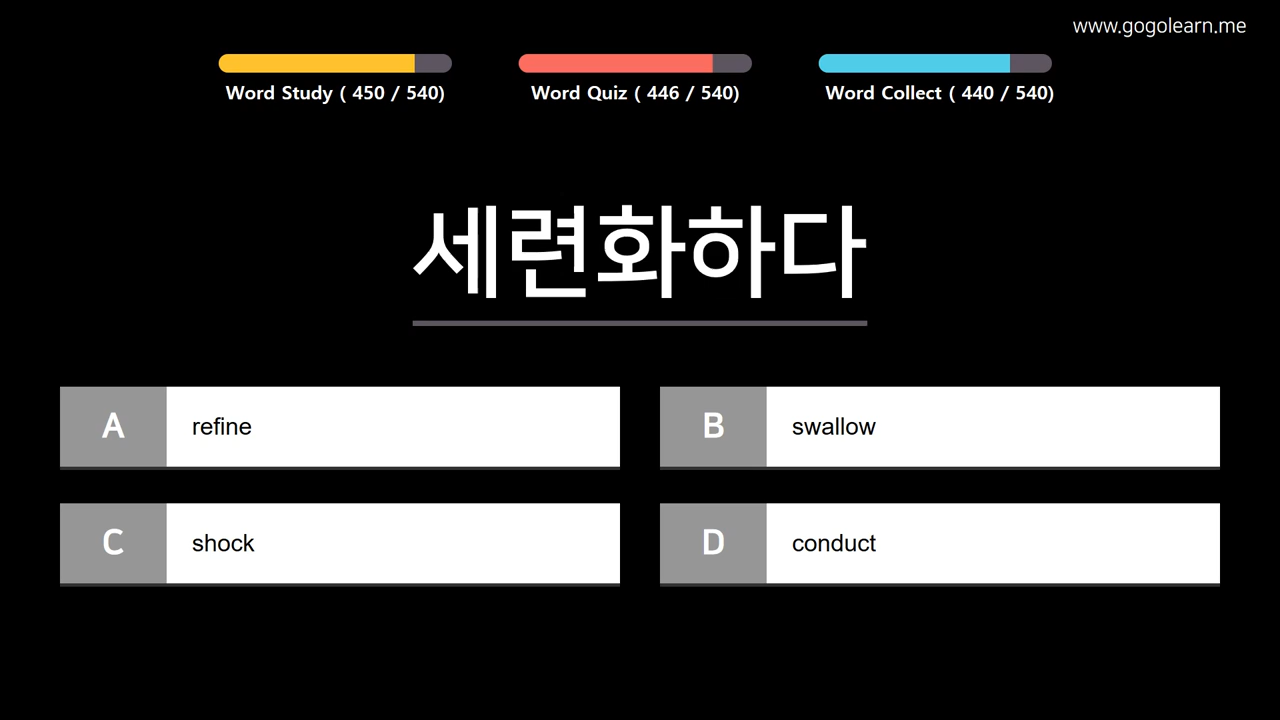 www.gogolearn.me
Word Study ( 450 / 540)
Word Quiz ( 446 / 540)
Word Collect ( 440 / 540)
세련화하다
A refine
B swallow
C shock
D conduct